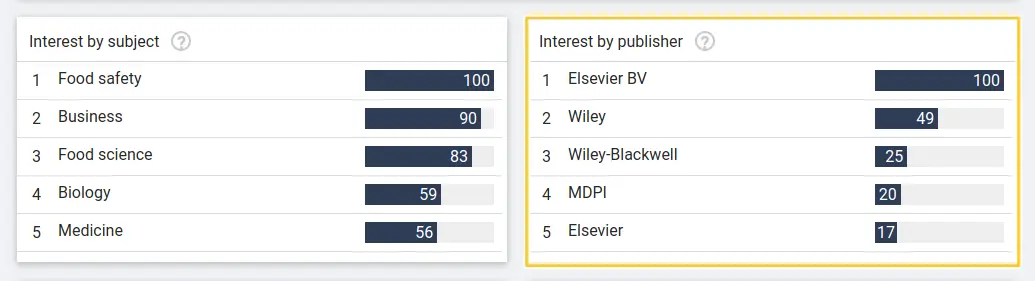 Interest by subject ?
1 Food safety 100
2 Business 90
3 Food science 83
4 Biology 59
5 Medicine 56
Interest by publisher ?
1 Elsevier BV 100
2 Wiley 49
3 Wiley-Blackwell 25
4 MDPI 20
5 Elsevier 17